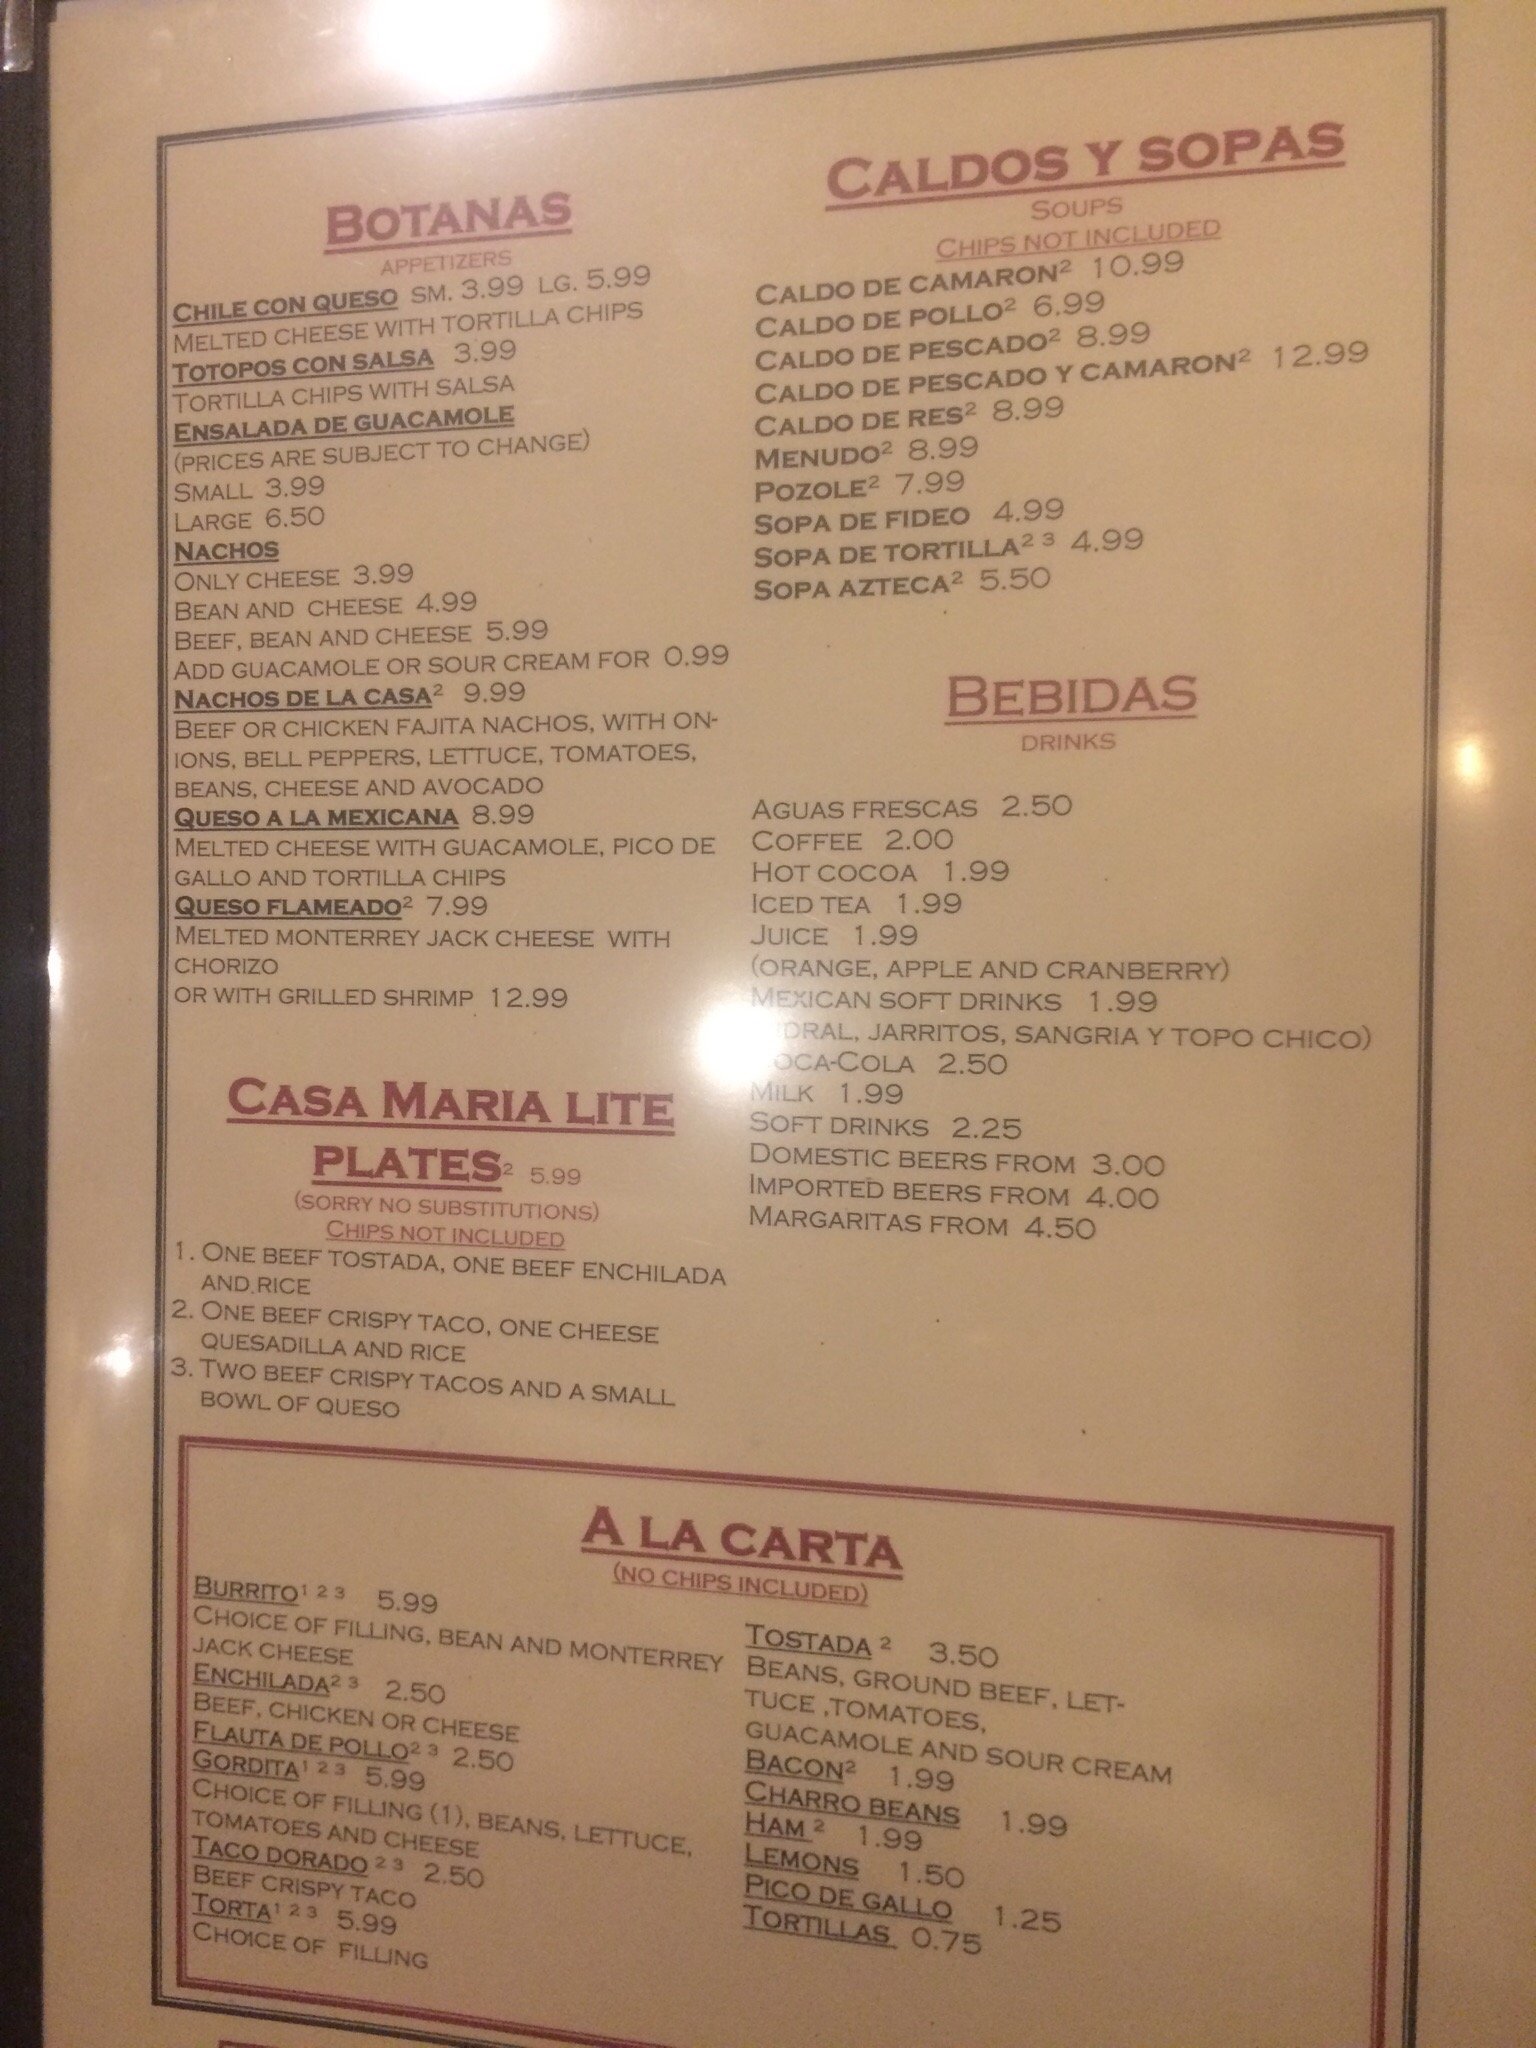 BOTANAS
APPETIZERS
CHILE CON QUESO SM. 3.99 LG. 5.99
MELTED CHEESE WITH TORTILLA CHIPS
TOTOPOS CON SALSA 3.99
TORTILLA CHIPS WITH SALSA
ENSALADA DE GUACAMOLE
(PRICES ARE SUBJECT TO CHANGE)
SMALL 3.99
LARGE 6.50
NACHOS
ONLY CHEESE 3.99
BEAN AND CHEESE 4.99
BEEF, BEAN AND CHEESE 5.99
ADD GUACAMOLE OR SOUR CREAM FOR 0.99
NACHOS DE LA CASA² 9.99
BEEF OR CHICKEN FAJITA NACHOS, WITH ON-
IONS, BELL PEPPERS, LETTUCE, TOMATOES,
BEANS, CHEESE AND AVOCADO
QUESO A LA MEXICANA 8.99
MELTED CHEESE WITH GUACAMOLE, PICO DE
GALLO AND TORTILLA CHIPS
QUESO FLAMEADO² 7.99
MELTED MONTERREY JACK CHEESE WITH
CHORIZO
OR WITH GRILLED SHRIMP 12.99
CASA MARIA LITE
PLATES² 5.99
(SORRY NO SUBSTITUTIONS)
CHIPS NOT INCLUDED
1. ONE BEEF TOSTADA, ONE BEEF ENCHILADA
AND RICE
2. ONE BEEF CRISPY TACO, ONE CHEESE
QUESADILLA AND RICE
3. TWO BEEF CRISPY TACOS AND A SMALL
BOWL OF QUESO
CALDOS Y SOPAS
SOUPS
CHIPS NOT INCLUDED
CALDO DE CAMARON² 10.99
CALDO DE POLLO² 6.99
CALDO DE PESCADO² 8.99
CALDO DE PESCADO Y CAMARON² 12.99
CALDO DE RES² 8.99
MENUDO² 8.99
POZOLE² 7.99
SOPA DE FIDEO 4.99
SOPA DE TORTILLA² ³ 4.99
SOPA AZTECA² 5.50
BEBIDAS
DRINKS
AGUAS FRESCAS 2.50
COFFEE 2.00
HOT COCOA 1.99
ICED TEA 1.99
JUICE 1.99
(ORANGE, APPLE AND CRANBERRY)
MEXICAN SOFT DRINKS 1.99
JARRITOS, SANGRIA Y TOPO CHICO)
COCA-COLA 2.50
MILK 1.99
SOFT DRINKS 2.25
DOMESTIC BEERS FROM 3.00
IMPORTED BEERS FROM 4.00
MARGARITAS FROM 4.50
A LA CARTA
(NO CHIPS INCLUDED)
BURRITO¹ ² ³ 5.99
CHOICE OF FILLING, BEAN AND MONTERREY
JACK CHEESE
ENCHILADA² ³ 2.50
BEEF, CHICKEN OR CHEESE
FLAUTA DE POLLO² ³ 2.50
GORDITA¹ ² ³ 5.99
CHOICE OF FILLING (1), BEANS, LETTUCE,
TOMATOES AND CHEESE
TACO DORADO ² ³ 2.50
BEEF CRISPY TACO
TORTA¹ ² ³ 5.99
CHOICE OF FILLING
TOSTADA ² 3.50
BEANS, GROUND BEEF, LET-
TUCE ,TOMATOES,
GUACAMOLE AND SOUR CREAM
BACON² 1.99
CHARRO BEANS 1.99
HAM ² 1.99
LEMONS 1.50
PICO DE GALLO 1.25
TORTILLAS 0.75